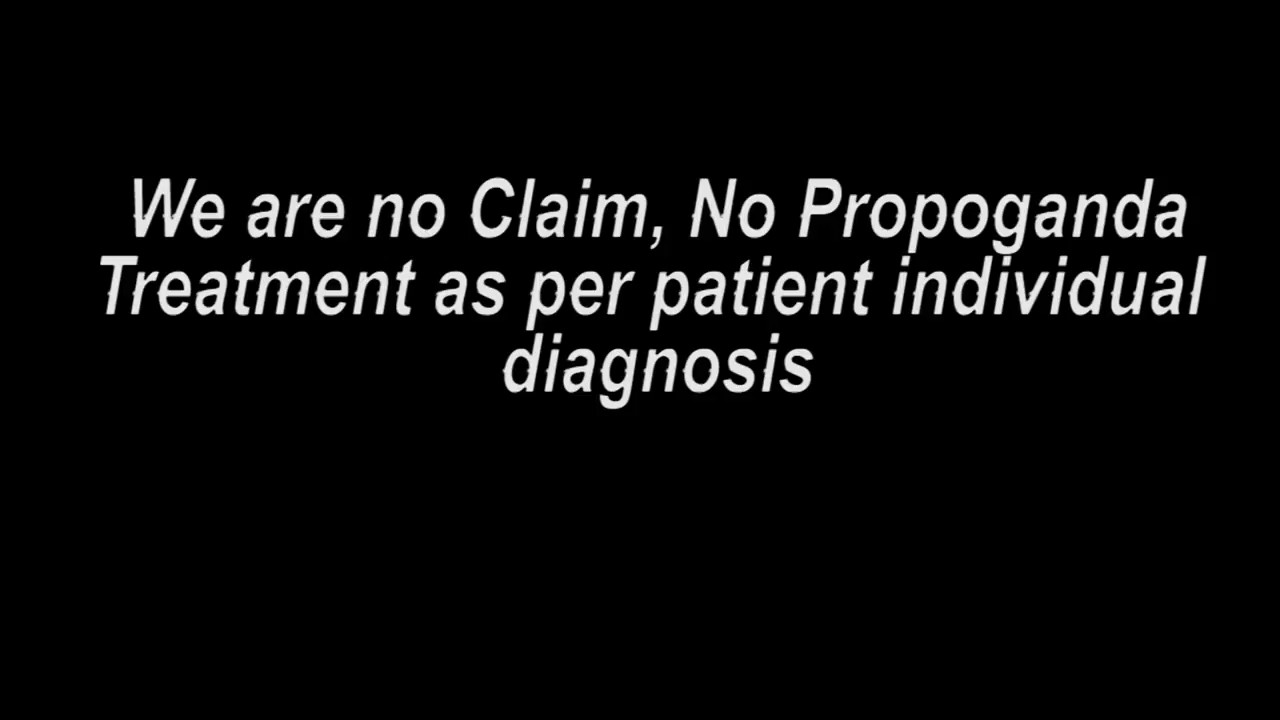 We are no Claim, No Propoganda
Treatment as per patient individual
diagnosis